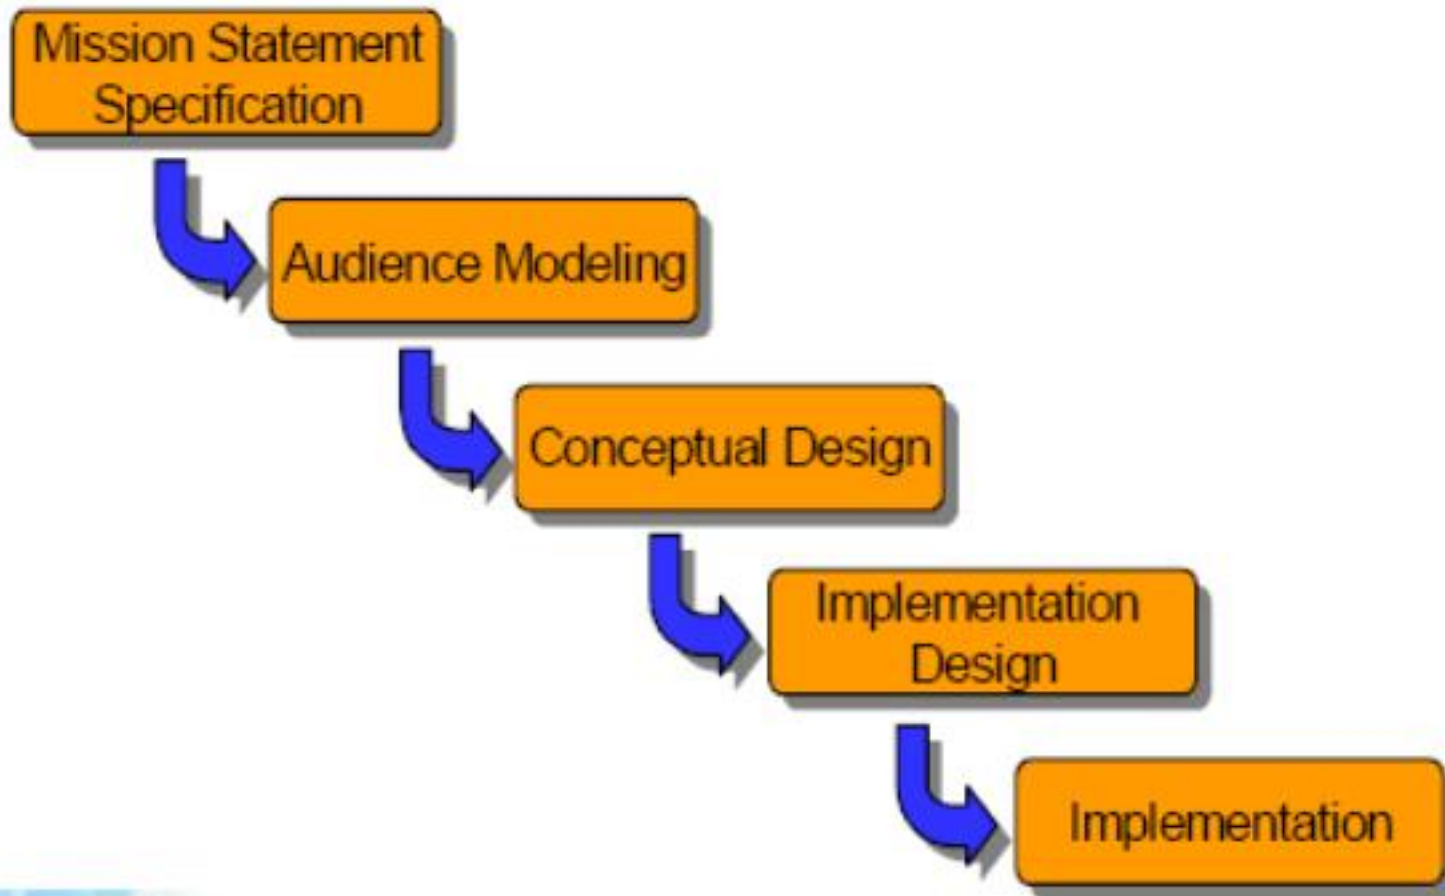 Mission Statement
Specification
Audience Modeling
Conceptual Design
Implementation
Design
Implementation